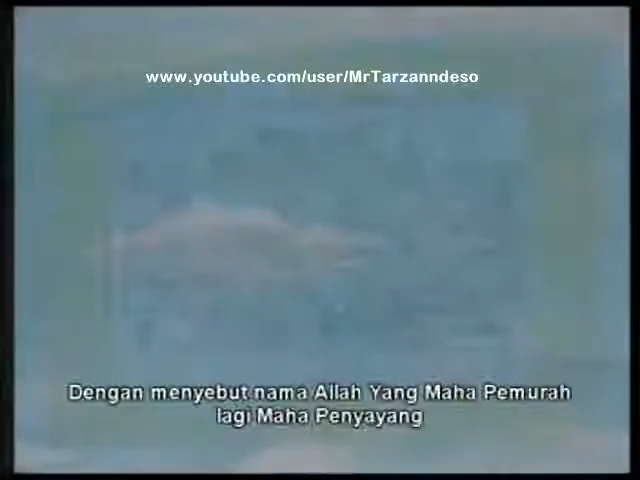 www.youtube.com/user/MrTarzanndeso
Dengan menyebut nama Allah Yang Maha Pemurah
lagi Maha Penyayang